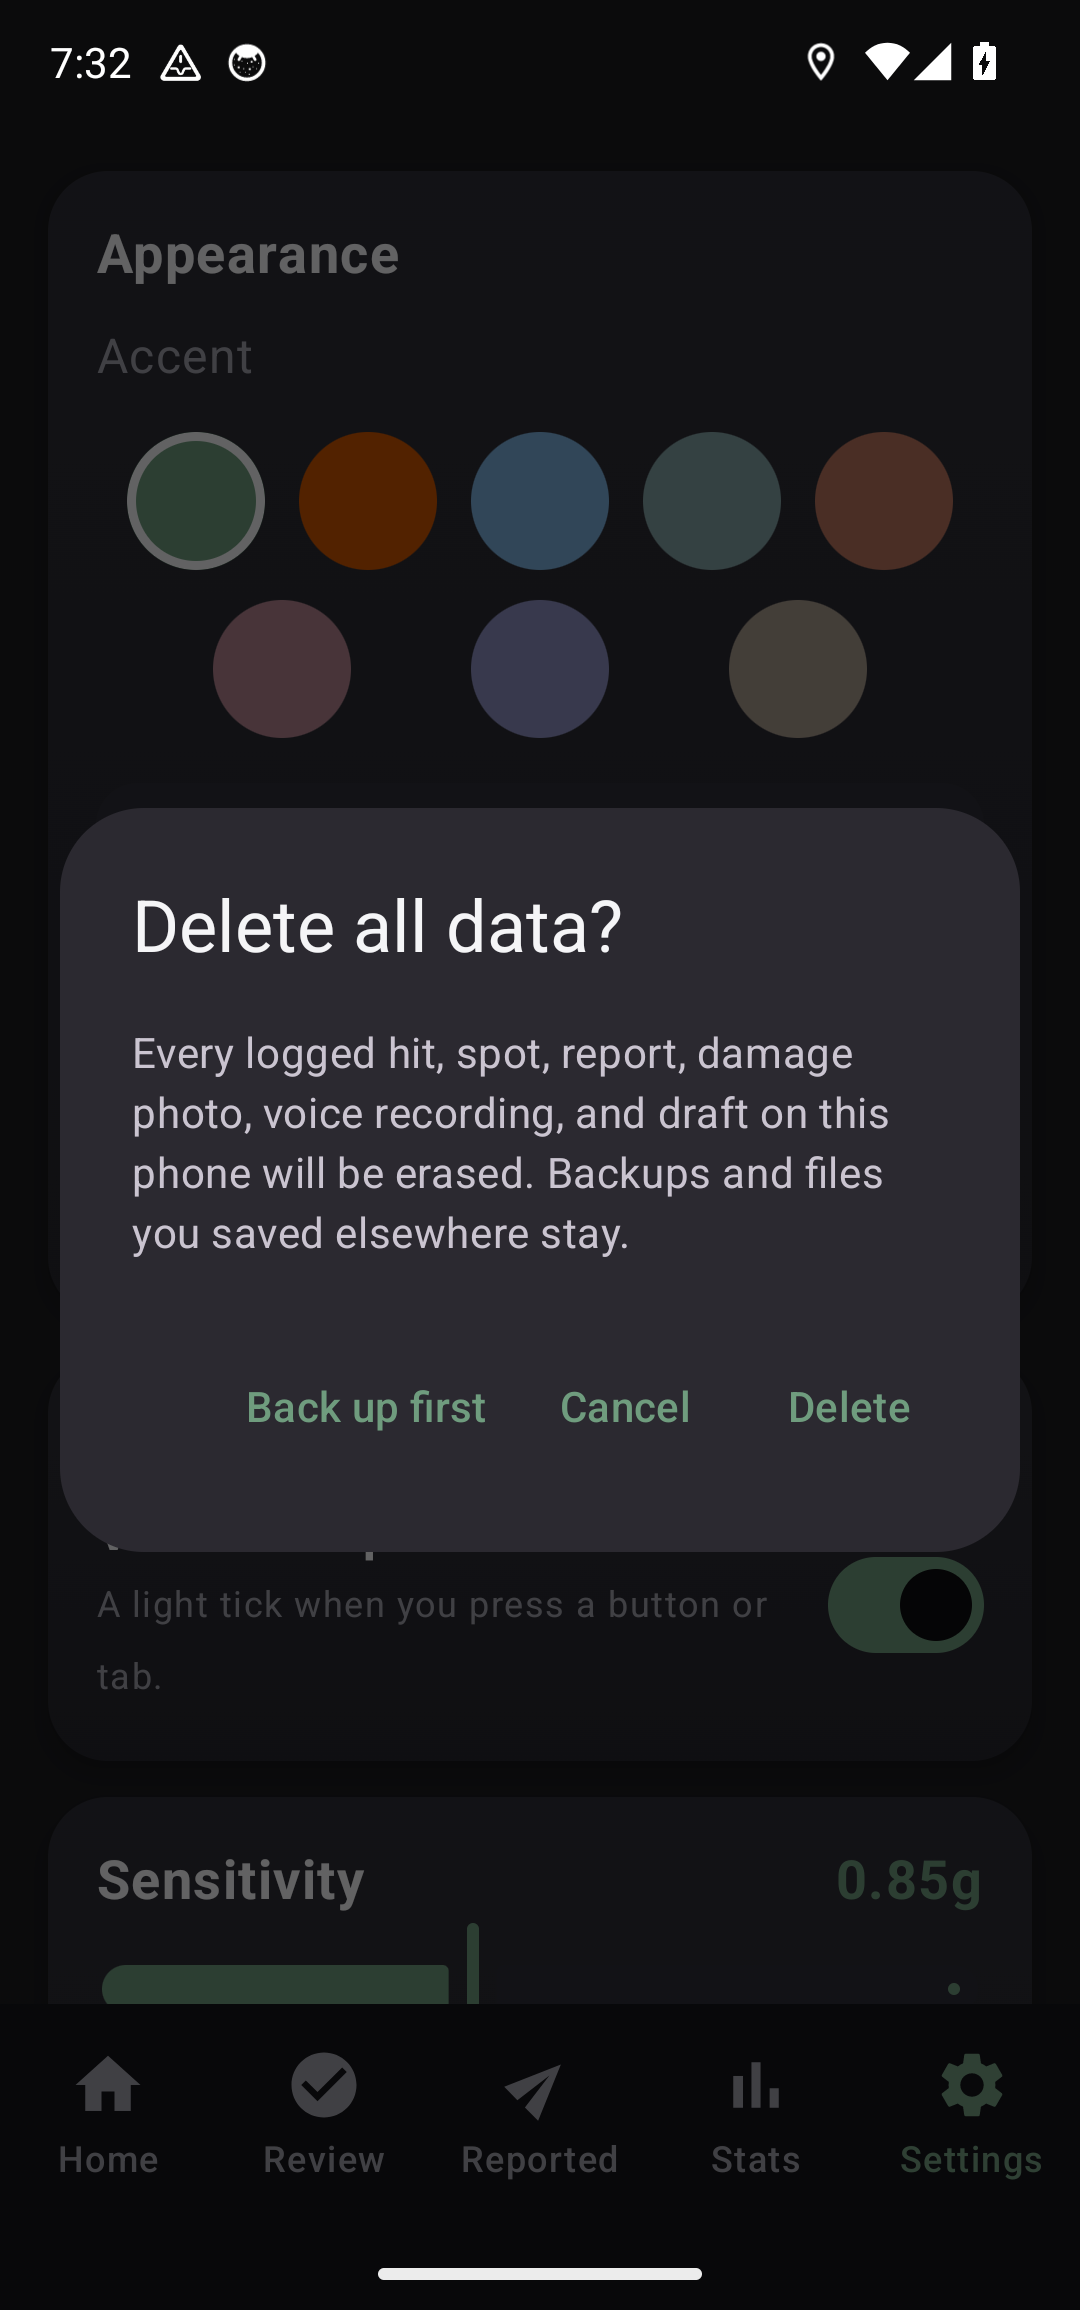 7:32
Appearance
Accent
Delete all data?
Every logged hit, spot, report, damage
photo, voice recording, and draft on this
phone will be erased. Backups and files
you saved elsewhere stay.
Back up first
Cancel
Delete
A light tick when you press a button or
tab.
Sensitivity
0.85g
Home
Review
Reported
Stats
Settings